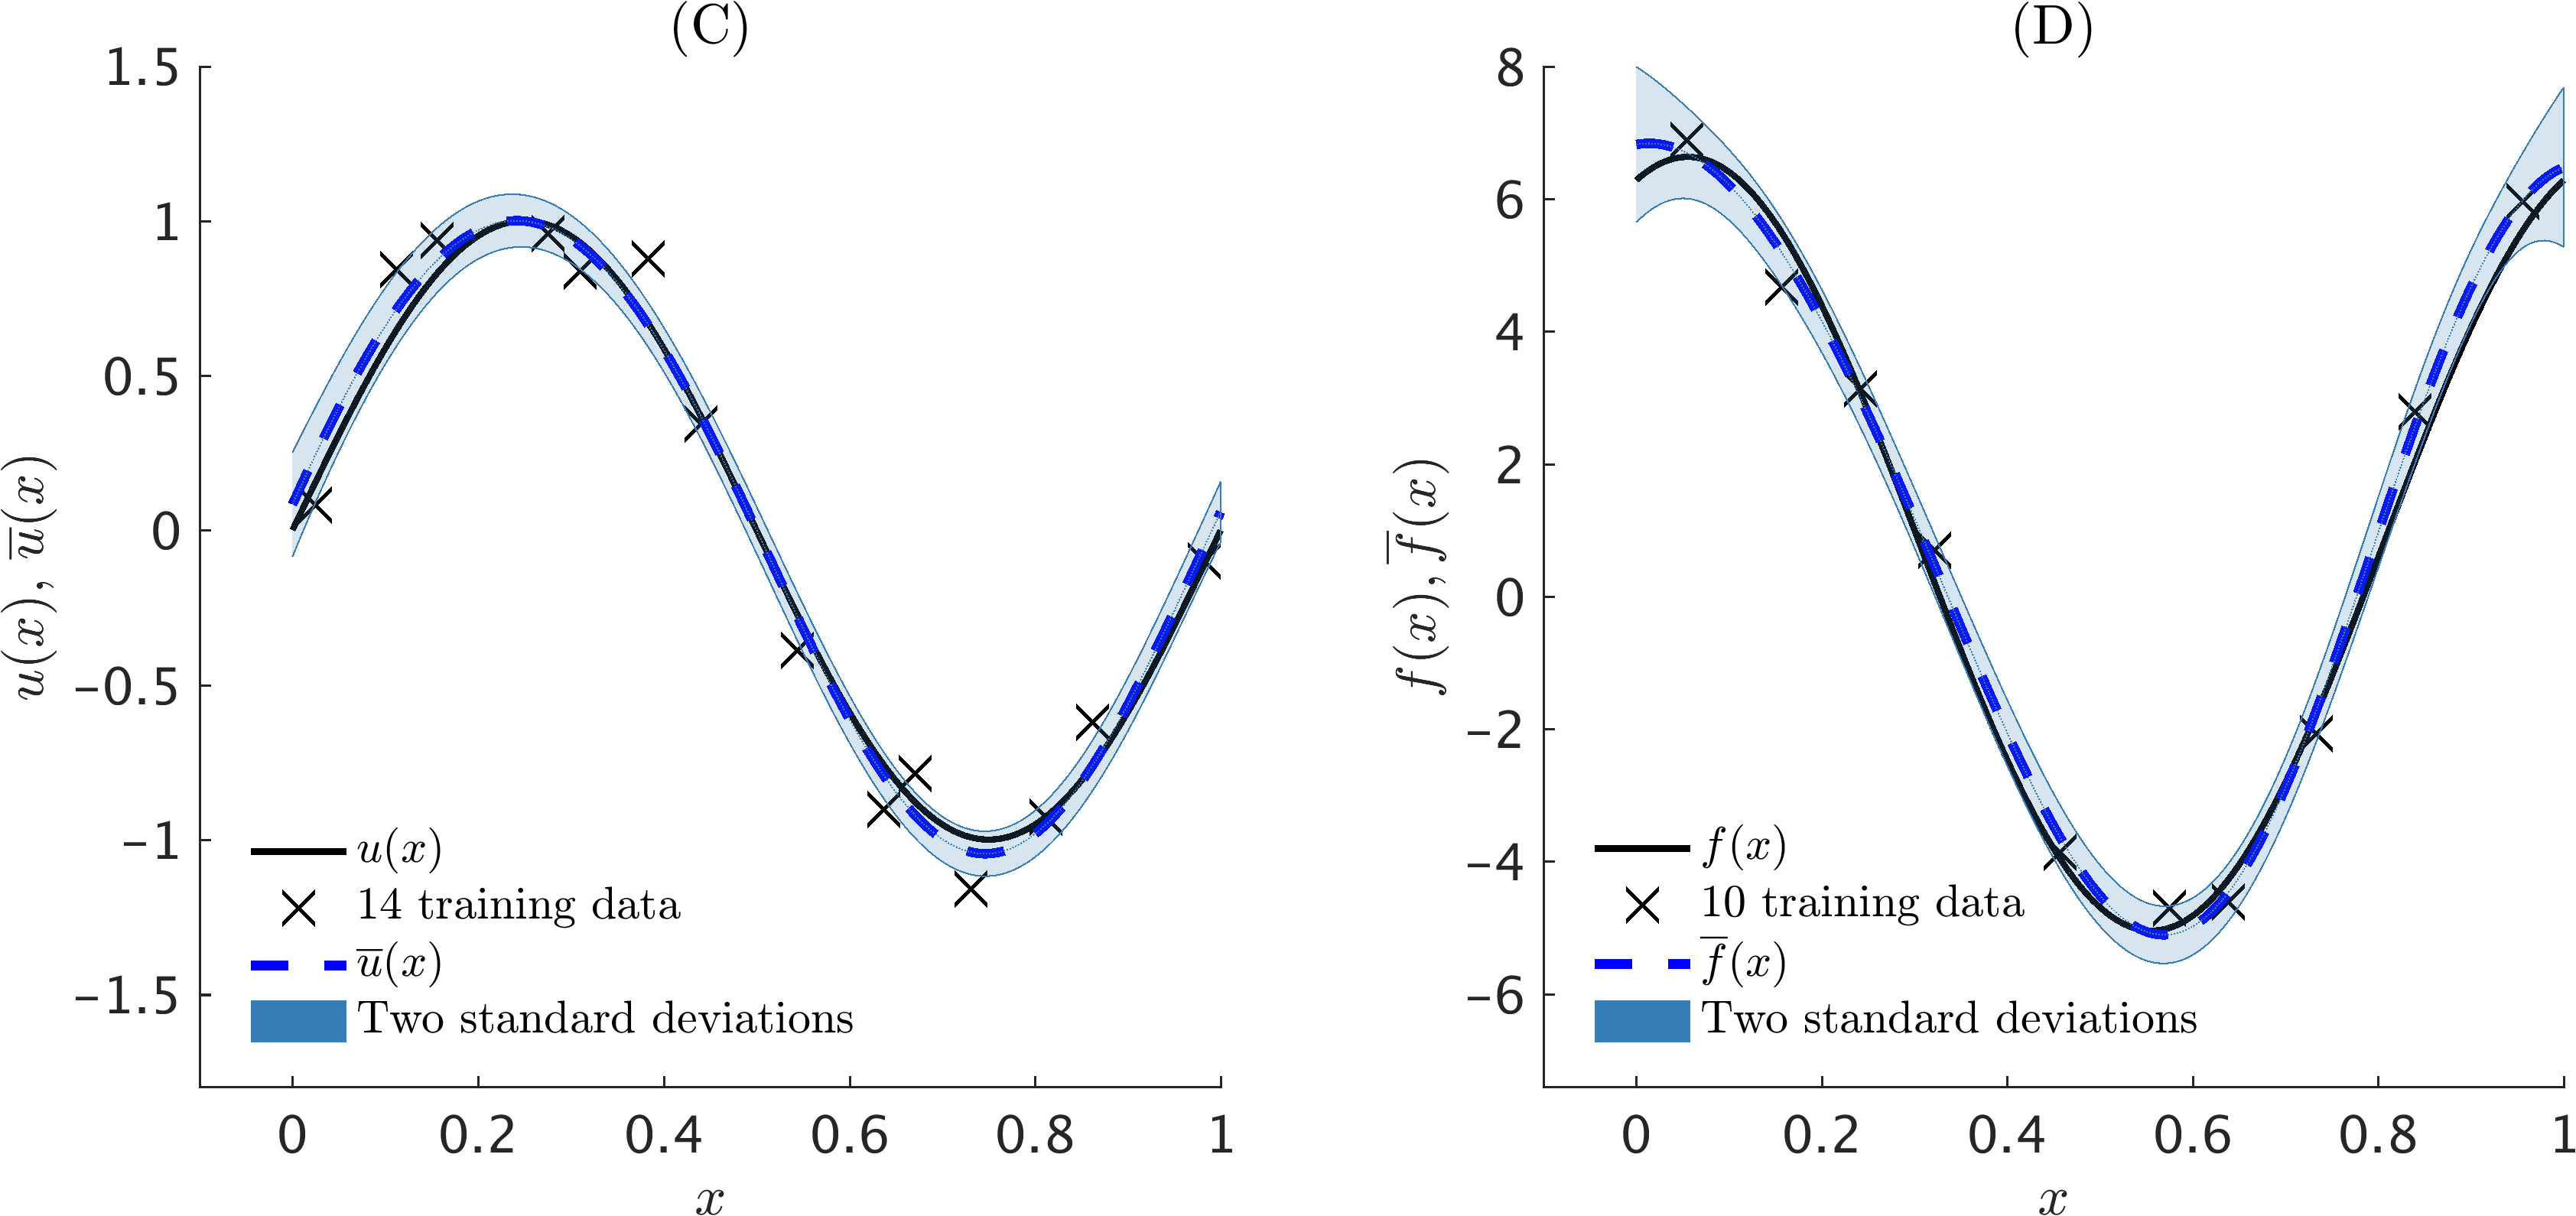 (C)
1.5
1
0.5
0
−0.5
−1
−1.5
u(x), u̅(x)
u(x)
14 training data
u̅(x)
Two standard deviations
0 0.2 0.4 0.6 0.8 1
x
(D)
8
6
4
2
0
−2
−4
−6
f(x), f̅(x)
f(x)
10 training data
f̅(x)
Two standard deviations
0 0.2 0.4 0.6 0.8 1
x